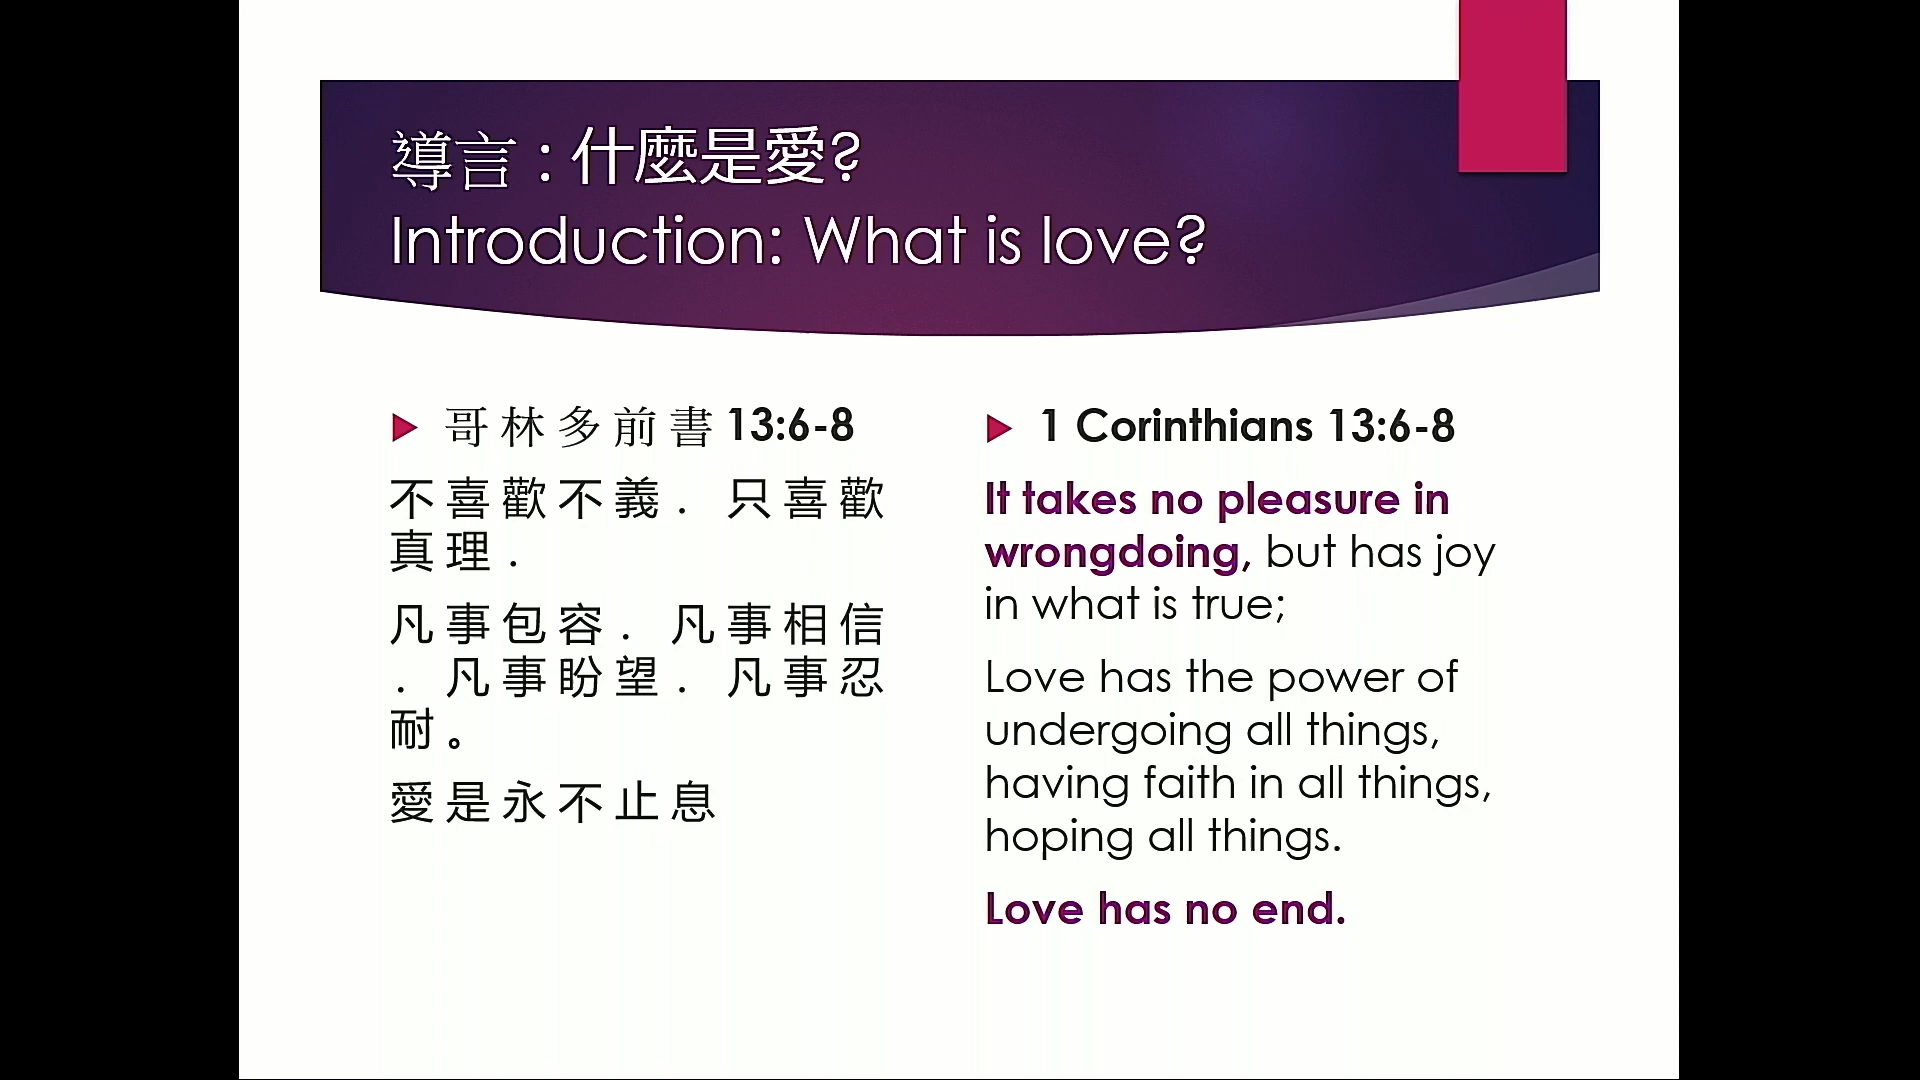 導言 : 什麼是愛?
Introduction: What is love?
哥 林 多 前 書 13:6-8
不 喜 歡 不 義 . 只 喜 歡
真 理 .
凡 事 包 容 . 凡 事 相 信
. 凡 事 盼 望 . 凡 事 忍
耐 。
愛 是 永 不 止 息
1 Corinthians 13:6-8
It takes no pleasure in
wrongdoing, but has joy
in what is true;
Love has the power of
undergoing all things,
having faith in all things,
hoping all things.
Love has no end.